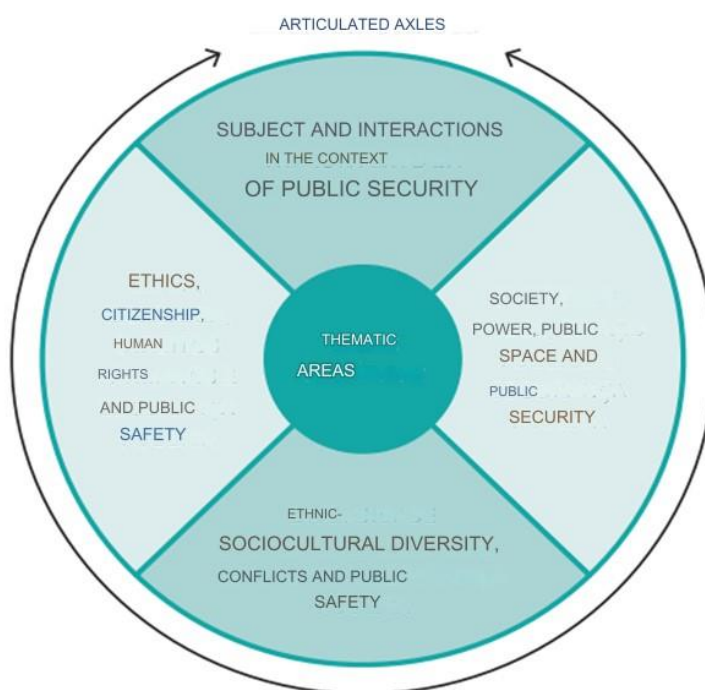 ARTICULATED AXLES
SUBJECT AND INTERACTIONS
IN THE CONTEXT
OF PUBLIC SECURITY
ETHICS,
CITIZENSHIP,
HUMAN
RIGHTS
AND PUBLIC
SAFETY
THEMATIC
AREAS
SOCIETY,
POWER, PUBLIC
SPACE AND
PUBLIC
SECURITY
ETHNIC-
SOCIOCULTURAL DIVERSITY,
CONFLICTS AND PUBLIC
SAFETY